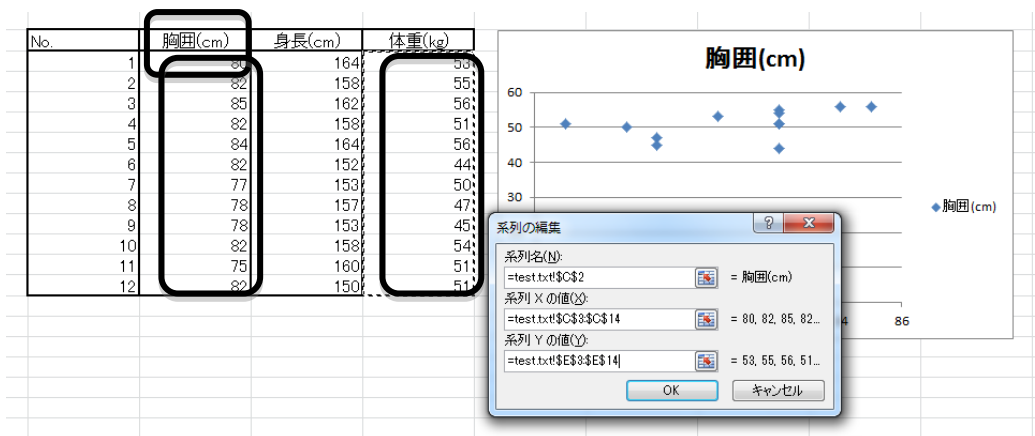 No. 胸囲(cm) 身長(cm) 体重(kg)
1 80 164 53
2 82 158 55
3 85 162 56
4 82 158 51
5 84 164 56
6 82 152 44
7 77 153 50
8 78 157 47
9 78 153 45
10 82 158 54
11 75 160 51
12 82 150 51
胸囲(cm)
60
50
40
30
4 86
胸囲(cm)
系列の編集
系列名(N):
=test.txt!$C$2 = 胸囲(cm)
系列 X の値(X):
=test.txt!$C$3:$C$14 = 80, 82, 85, 82...
系列 Y の値(Y):
=test.txt!$E$3:$E$14 = 53, 55, 56, 51...
OK キャンセル